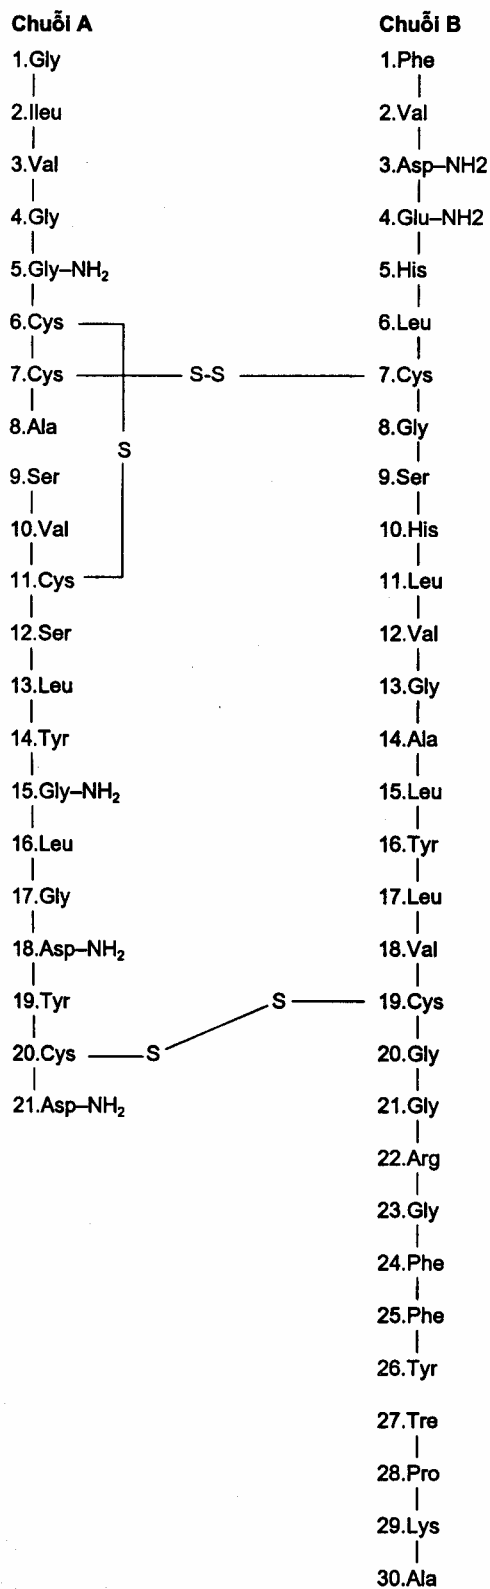 Chuỗi A
1.Gly
2.Ileu
3.Val
4.Gly
5.Gly–NH₂
6.Cys
7.Cys
S-S
8.Ala
S
9.Ser
10.Val
11.Cys
12.Ser
13.Leu
14.Tyr
15.Gly–NH₂
16.Leu
17.Gly
18.Asp–NH₂
19.Tyr
S
20.Cys
S
21.Asp–NH₂
Chuỗi B
1.Phe
2.Val
3.Asp–NH2
4.Glu–NH2
5.His
6.Leu
7.Cys
8.Gly
9.Ser
10.His
11.Leu
12.Val
13.Gly
14.Ala
15.Leu
16.Tyr
17.Leu
18.Val
19.Cys
20.Gly
21.Gly
22.Arg
23.Gly
24.Phe
25.Phe
26.Tyr
27.Tre
28.Pro
29.Lys
30.Ala